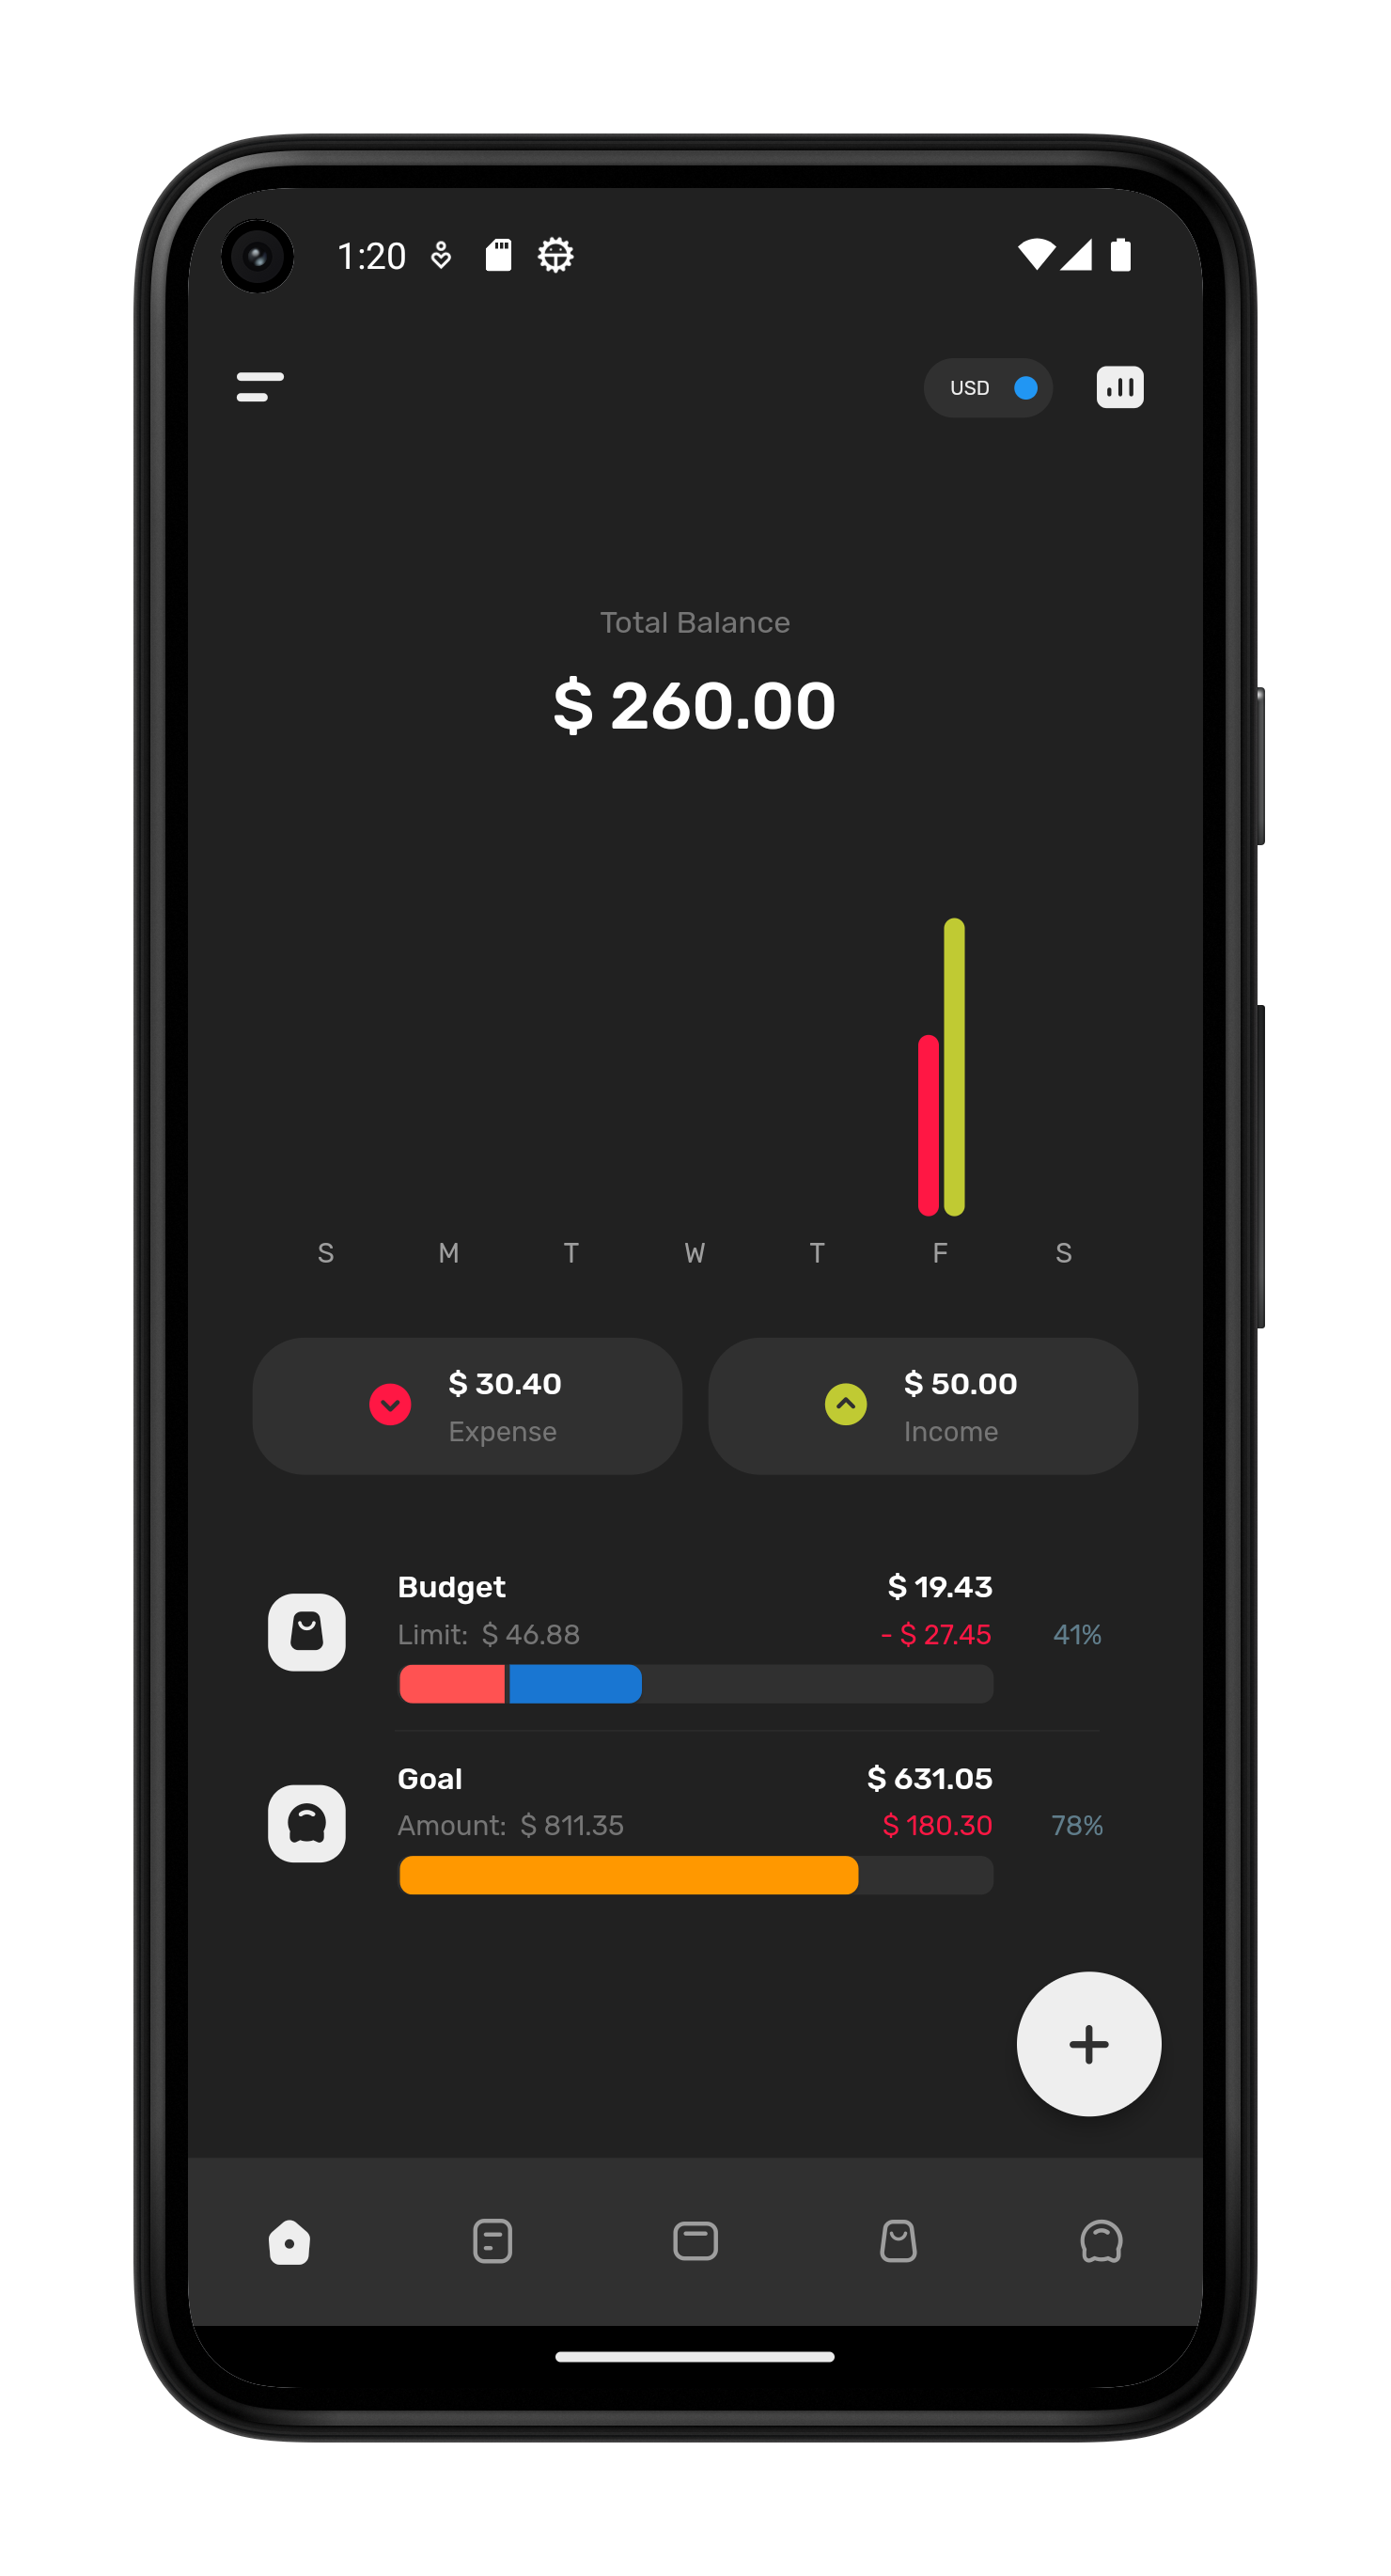 1:20
USD
Total Balance
$ 260.00
S M T W T F S
$ 30.40
Expense
$ 50.00
Income
Budget $ 19.43
Limit: $ 46.88 - $ 27.45 41%
Goal $ 631.05
Amount: $ 811.35 $ 180.30 78%